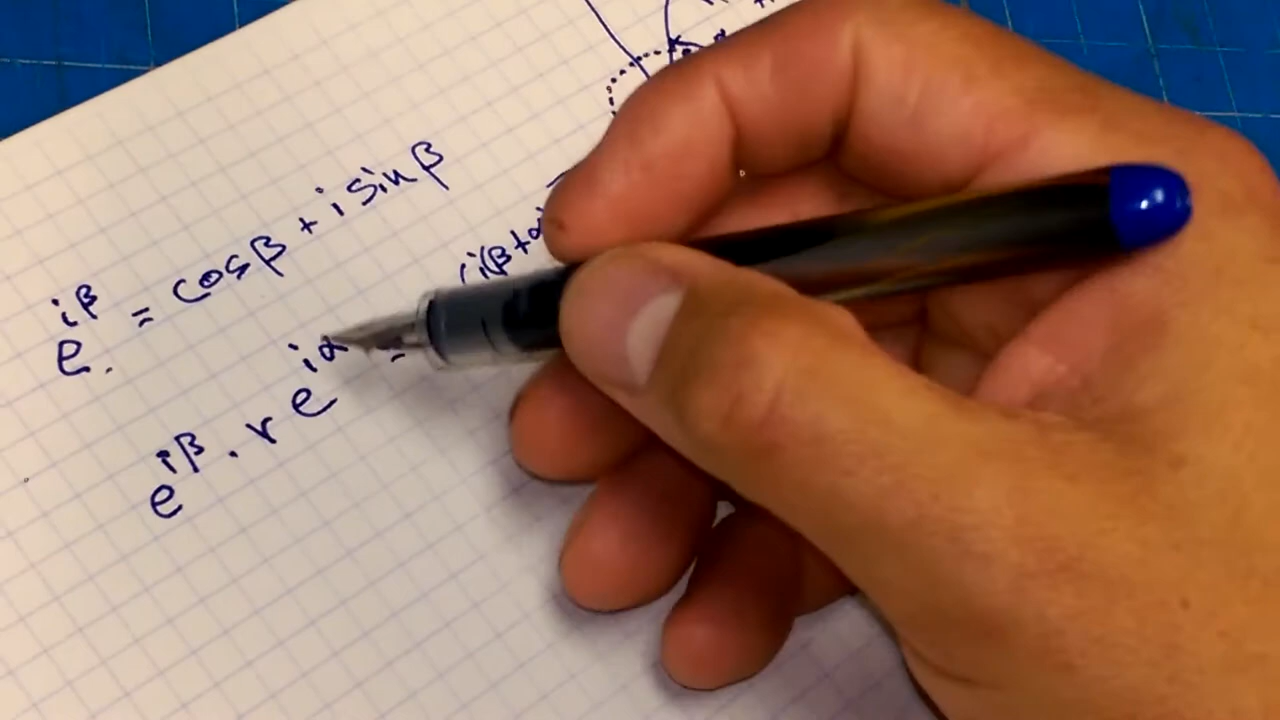 e^{iβ} = cosβ + i sinβ
e^{iβ} · r e^{iα} = i(β+α)